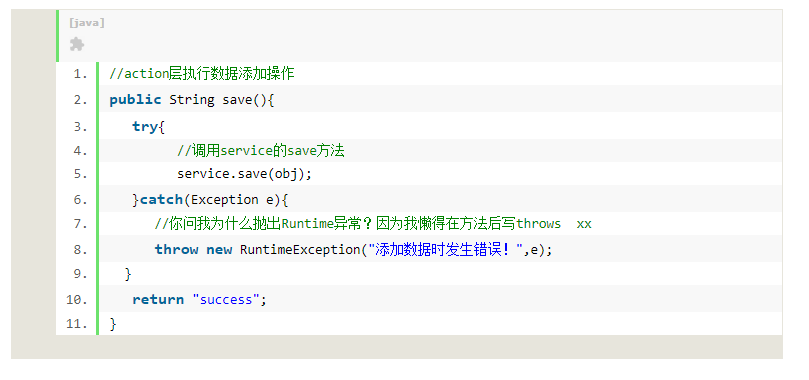 [java]
1. //action层执行数据添加操作
2. public String save(){
3. try{
4. //调用service的save方法
5. service.save(obj);
6. }catch(Exception e){
7. //你问我为什么抛出Runtime异常？因为我懒得在方法后写throws  xx
8. throw new RuntimeException("添加数据时发生错误！",e);
9. }
10. return "success";
11. }